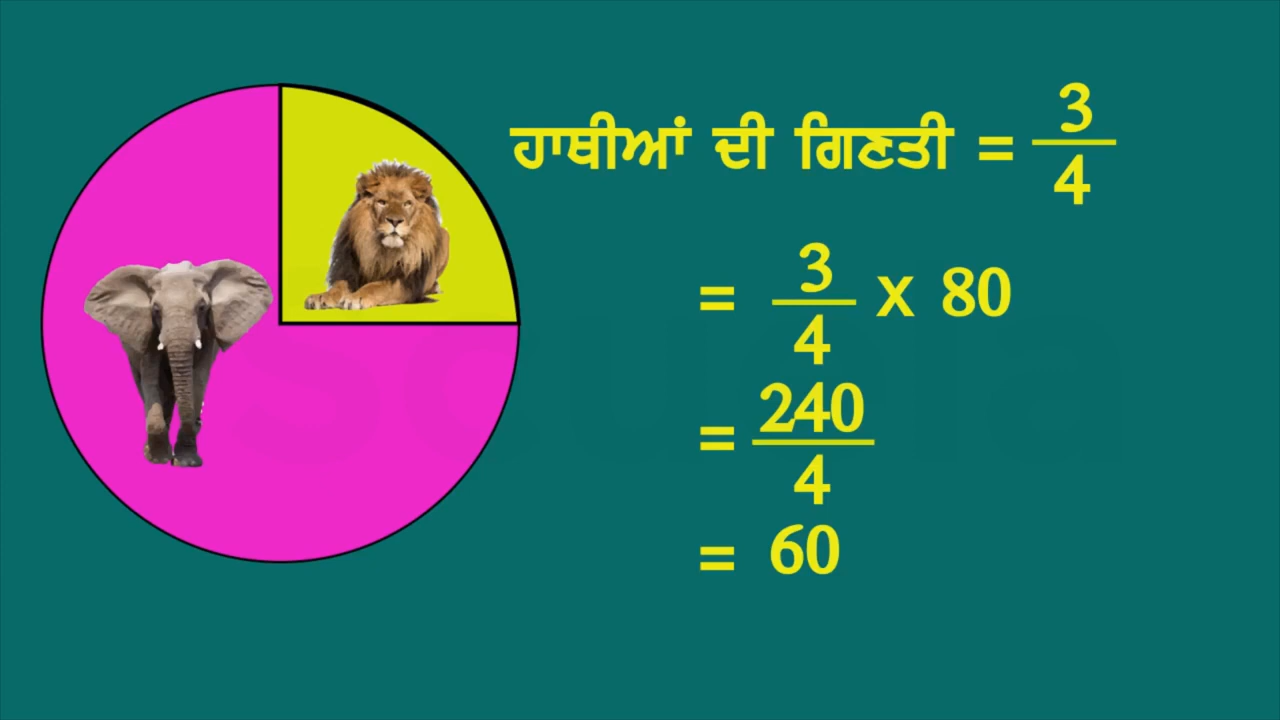 ਹਾਥੀਆਂ ਦੀ ਗਿਣਤੀ = 3/4
= 3/4 x 80
= 240/4
= 60